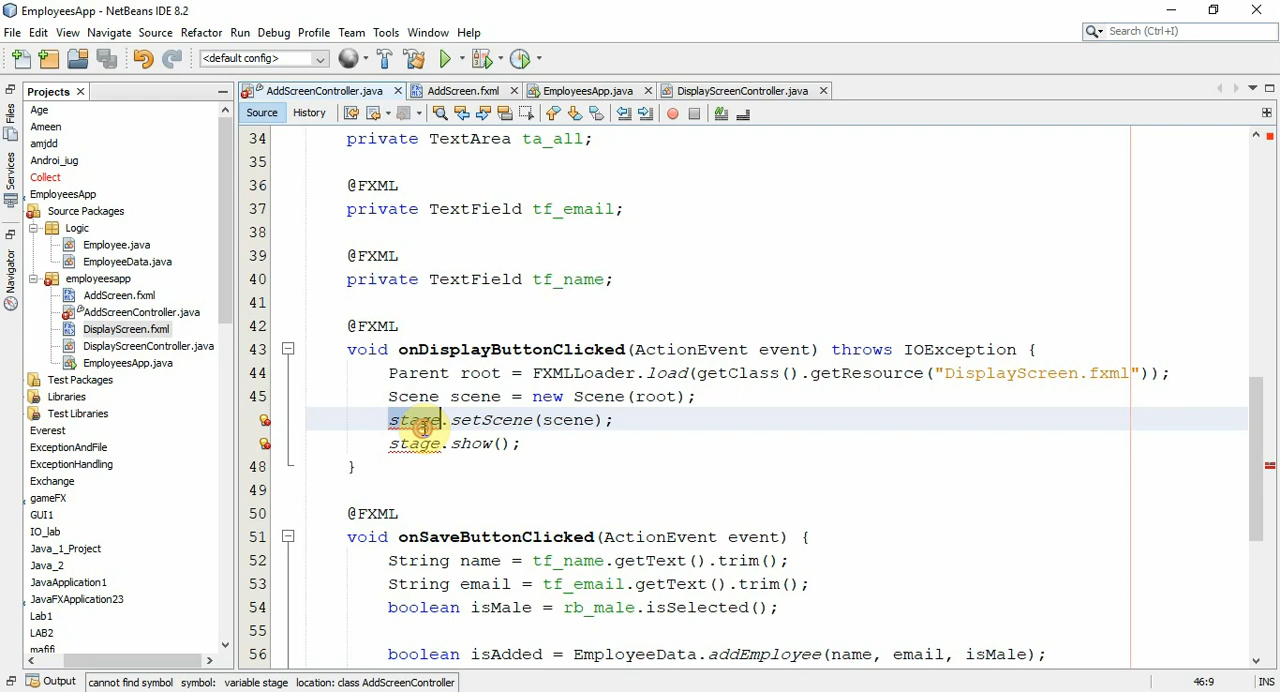 EmployeesApp - NetBeans IDE 8.2
File Edit View Navigate Source Refactor Run Debug Profile Team Tools Window Help
Search (Ctrl+I)
<default config>
Projects
AddScreenController.java
AddScreen.fxml
EmployeesApp.java
DisplayScreenController.java
Source History
Files
Services
Navigator
Age
Ameen
amjdd
Androi_iug
Collect
EmployeesApp
Source Packages
Logic
Employee.java
EmployeeData.java
employeesapp
AddScreen.fxml
AddScreenController.java
DisplayScreen.fxml
DisplayScreenController.java
EmployeesApp.java
Test Packages
Libraries
Test Libraries
Everest
ExceptionAndFile
ExceptionHandling
Exchange
gameFX
GUI1
IO_lab
Java_1_Project
Java_2
JavaApplication1
JavaFXApplication23
Lab1
LAB2
mafifi
34 private TextArea ta_all;
35
36 @FXML
37 private TextField tf_email;
38
39 @FXML
40 private TextField tf_name;
41
42 @FXML
43 void onDisplayButtonClicked(ActionEvent event) throws IOException {
44 Parent root = FXMLLoader.load(getClass().getResource("DisplayScreen.fxml"));
45 Scene scene = new Scene(root);
stage.setScene(scene);
stage.show();
48 }
49
50 @FXML
51 void onSaveButtonClicked(ActionEvent event) {
52 String name = tf_name.getText().trim();
53 String email = tf_email.getText().trim();
54 boolean isMale = rb_male.isSelected();
55
56 boolean isAdded = EmployeeData.addEmployee(name, email, isMale);
Output
cannot find symbol symbol: variable stage location: class AddScreenController
46:9
INS